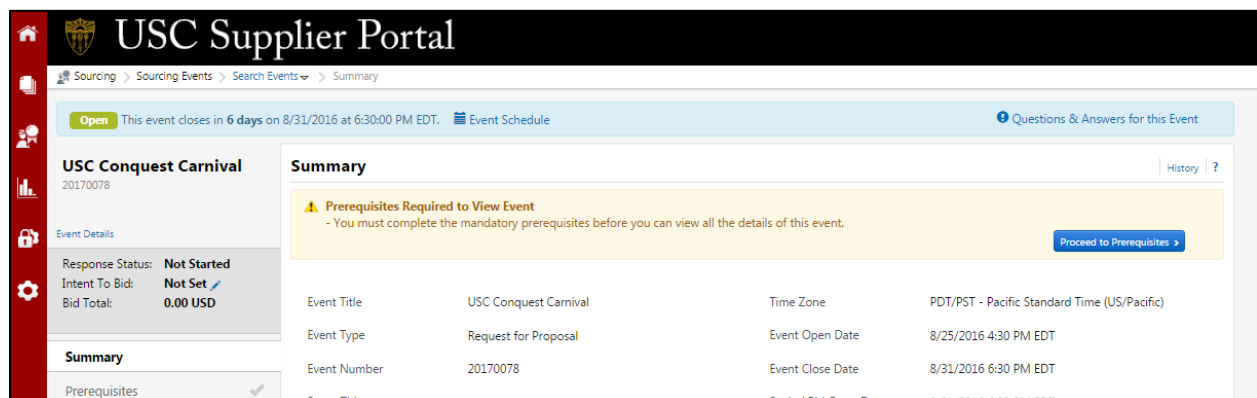 USC Supplier Portal
Sourcing > Sourcing Events > Search Events > Summary
Open This event closes in 6 days on 8/31/2016 at 6:30:00 PM EDT. Event Schedule
Questions & Answers for this Event
USC Conquest Carnival
20170078
Event Details
Response Status: Not Started
Intent To Bid: Not Set
Bid Total: 0.00 USD
Summary
Prerequisites
Summary
History ?
Prerequisites Required to View Event
- You must complete the mandatory prerequisites before you can view all the details of this event.
Proceed to Prerequisites >
Event Title USC Conquest Carnival Time Zone PDT/PST - Pacific Standard Time (US/Pacific)
Event Type Request for Proposal Event Open Date 8/25/2016 4:30 PM EDT
Event Number 20170078 Event Close Date 8/31/2016 6:30 PM EDT